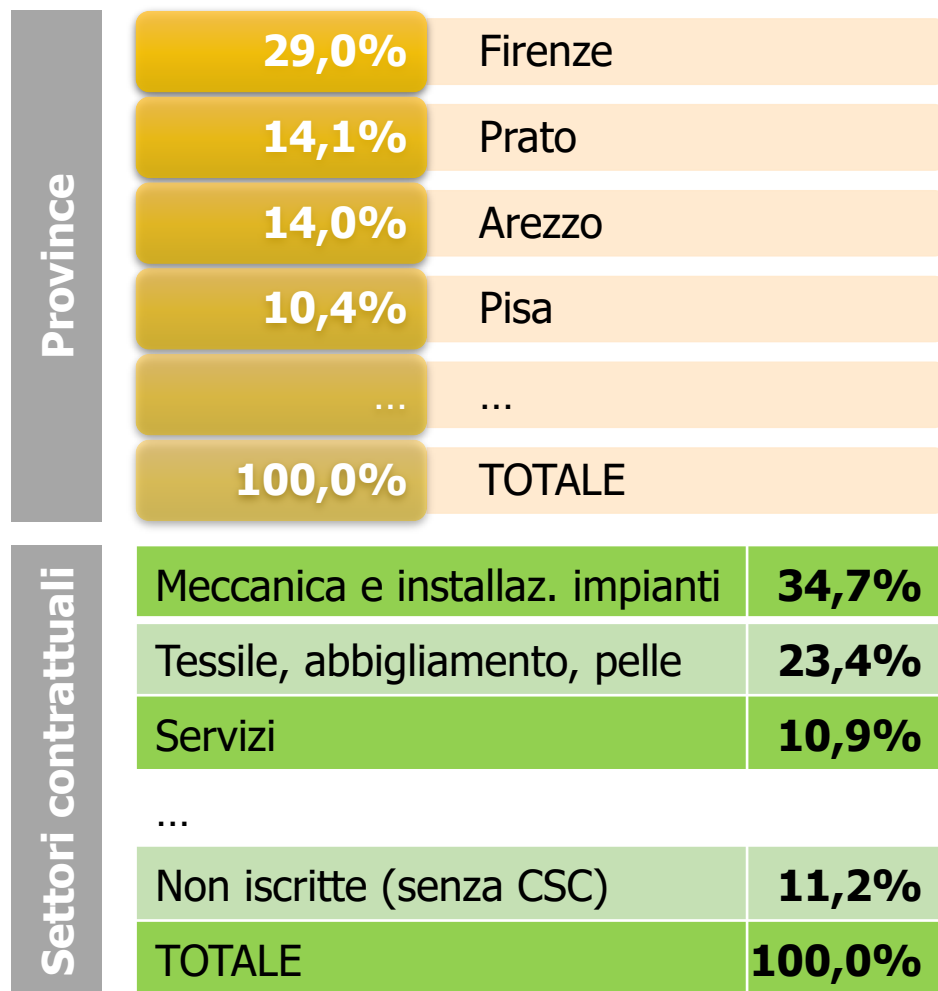 Province
29,0% Firenze
14,1% Prato
14,0% Arezzo
10,4% Pisa
... ...
100,0% TOTALE
Settori contrattuali
Meccanica e installaz. impianti 34,7%
Tessile, abbigliamento, pelle 23,4%
Servizi 10,9%
...
Non iscritte (senza CSC) 11,2%
TOTALE 100,0%